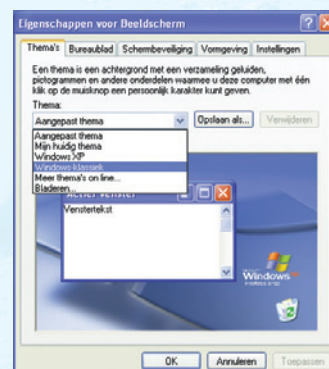 Eigenschappen voor Beeldscherm
Thema's Bureaublad Schermbeveiliging Vormgeving Instellingen
Een thema is een achtergrond met een verzameling geluiden,
pictogrammen en andere onderdelen waarmee u deze computer met één
klik op de muisknop een persoonlijk karakter kunt geven.
Thema:
Aangepast thema Opslaan als... Verwijderen
Aangepast thema
Mijn huidig thema
Windows XP
Windows-klassiek
Meer thema's on line...
Bladeren...
Actief venster
Venstertekst
Windows
OK Annuleren Toepassen